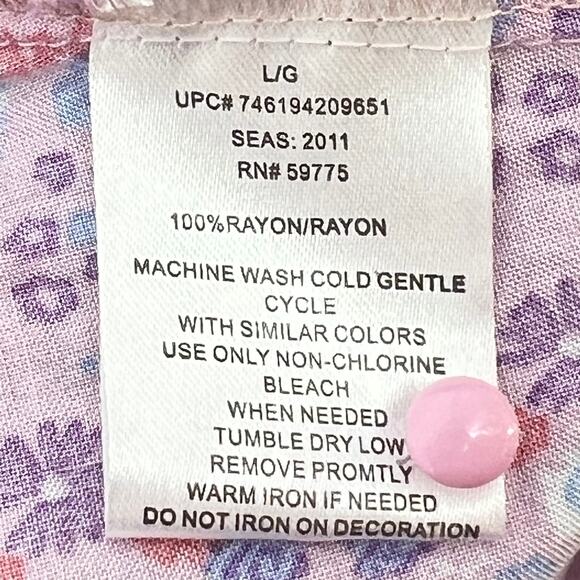 L/G
UPC# 746194209651
SEAS: 2011
RN# 59775
100%RAYON/RAYON
MACHINE WASH COLD GENTLE
CYCLE
WITH SIMILAR COLORS
USE ONLY NON-CHLORINE
BLEACH
WHEN NEEDED
TUMBLE DRY LOW
REMOVE PROMTLY
WARM IRON IF NEEDED
DO NOT IRON ON DECORATION